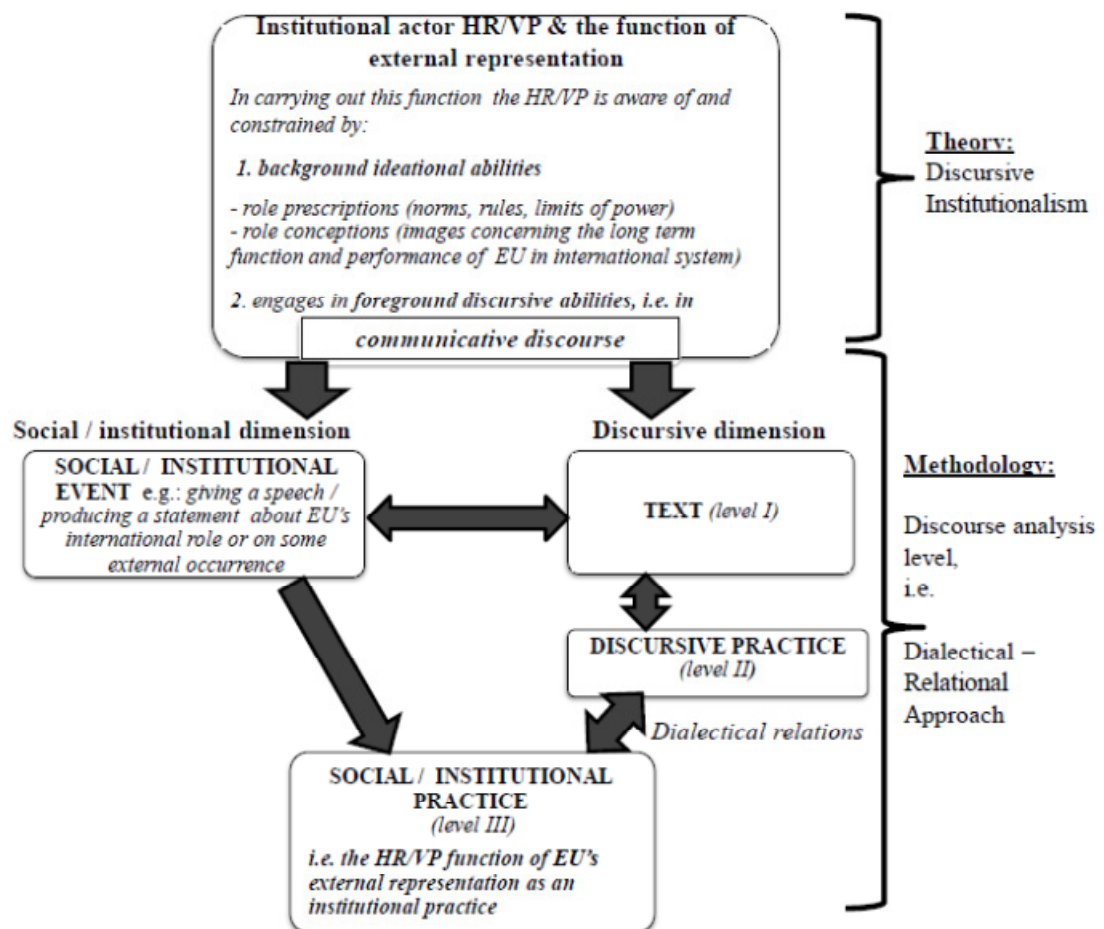 Institutional actor HR/VP & the function of
external representation
In carrying out this function the HR/VP is aware of and
constrained by:
1. background ideational abilities
- role prescriptions (norms, rules, limits of power)
- role conceptions (images concerning the long term
function and performance of EU in international system)
2. engages in foreground discursive abilities, i.e. in
communicative discourse
Theory:
Discursive
Institutionalism
Social / institutional dimension
SOCIAL / INSTITUTIONAL
EVENT e.g.: giving a speech /
producing a statement about EU's
international role or on some
external occurrence
Discursive dimension
TEXT (level I)
DISCURSIVE PRACTICE
(level II)
Dialectical relations
SOCIAL / INSTITUTIONAL
PRACTICE
(level III)
i.e. the HR/VP function of EU's
external representation as an
institutional practice
Methodology:
Discourse analysis
level,
i.e.
Dialectical –
Relational
Approach